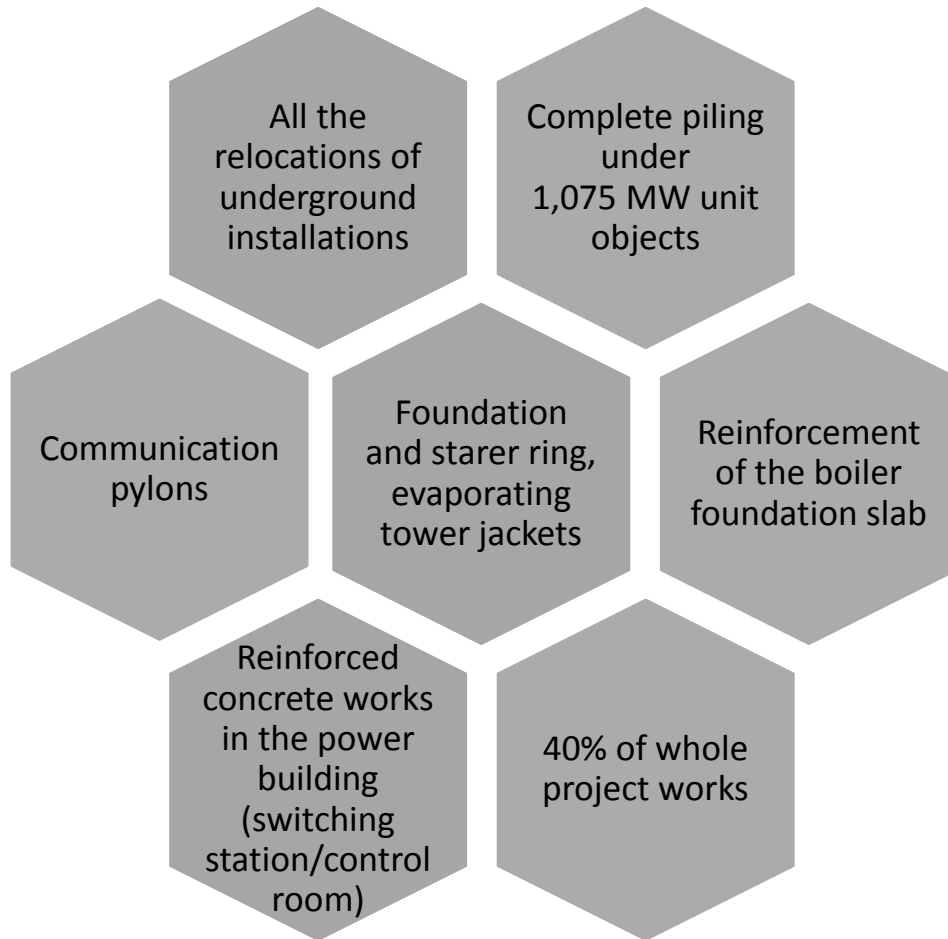 All the
relocations of
underground
installations
Complete piling
under
1,075 MW unit
objects
Communication
pylons
Foundation
and starer ring,
evaporating
tower jackets
Reinforcement
of the boiler
foundation slab
Reinforced
concrete works
in the power
building
(switching
station/control
room)
40% of whole
project works